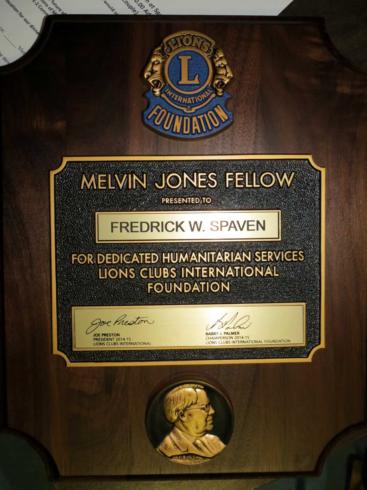 LIONS
L
INTERNATIONAL
FOUNDATION
MELVIN JONES FELLOW
PRESENTED TO
FREDRICK W. SPAVEN
FOR DEDICATED HUMANITARIAN SERVICES
LIONS CLUBS INTERNATIONAL
FOUNDATION
Joe Preston
JOE PRESTON
PRESIDENT 2014-15
LIONS CLUBS INTERNATIONAL
BARRY J. PALMER
CHAIRPERSON 2014-15
LIONS CLUBS INTERNATIONAL FOUNDATION